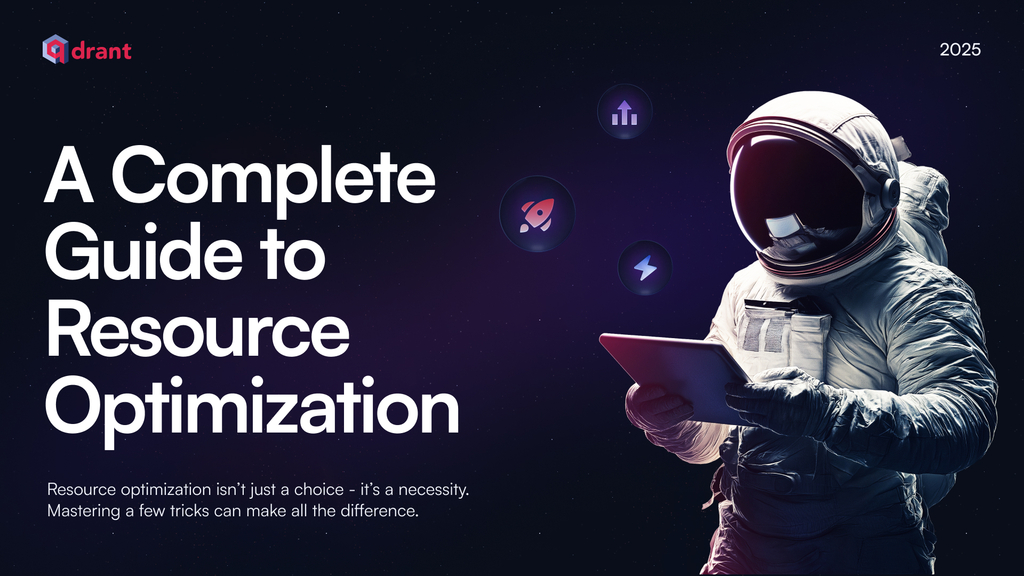 qdrant
2025
A Complete
Guide to
Resource
Optimization
Resource optimization isn't just a choice - it's a necessity.
Mastering a few tricks can make all the difference.